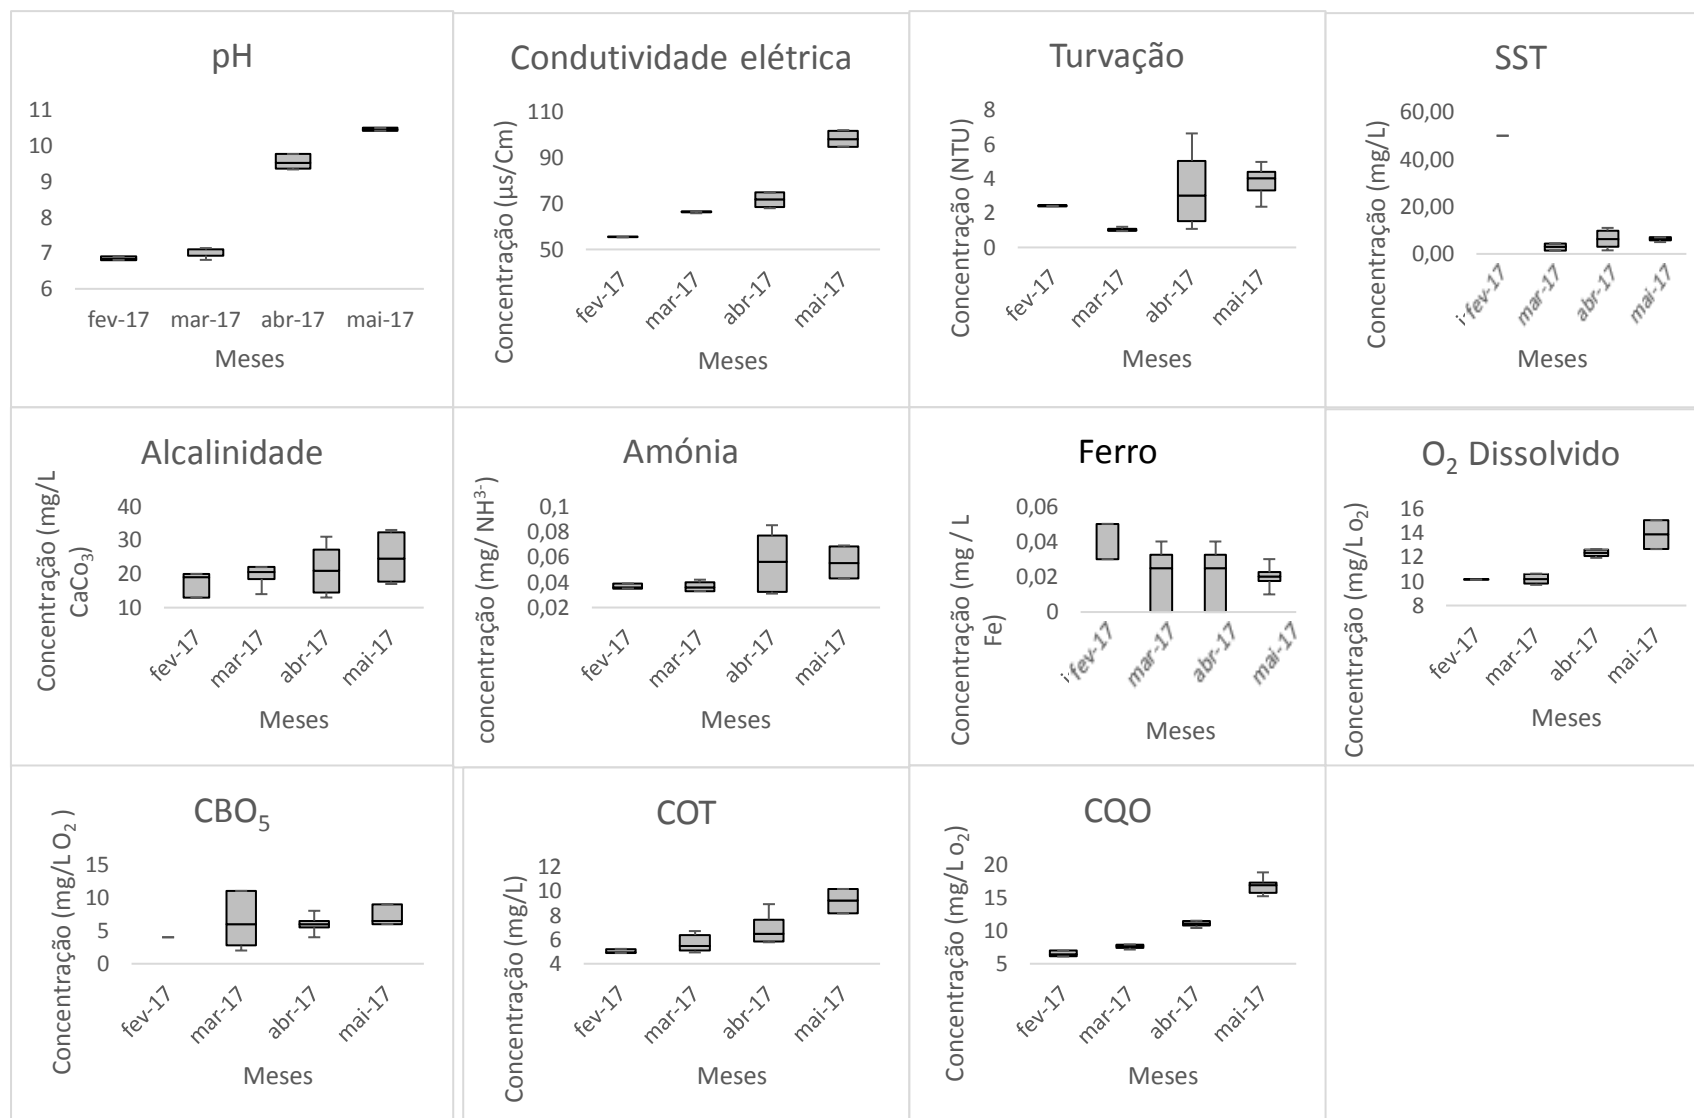 pH
11
10
9
8
7
6
fev-17 mar-17 abr-17 mai-17
Meses
Condutividade elétrica
Concentração (µs/Cm)
110
90
70
50
fev-17 mar-17 abr-17 mai-17
Meses
Turvação
Concentração (NTU)
8
6
4
2
0
fev-17 mar-17 abr-17 mai-17
Meses
SST
Concentração (mg/L)
60,00
40,00
20,00
0,00
fev-17 mar-17 abr-17 mai-17
Meses
Alcalinidade
Concentração (mg/L
CaCo₃)
40
30
20
10
fev-17 mar-17 abr-17 mai-17
Meses
Amónia
concentração (mg/ NH³⁻)
0,1
0,08
0,06
0,04
0,02
fev-17 mar-17 abr-17 mai-17
Meses
Ferro
Concentração (mg / L
Fe)
0,06
0,04
0,02
0
fev-17 mar-17 abr-17 mai-17
Meses
O₂ Dissolvido
Concentração (mg/L o₂)
16
14
12
10
8
fev-17 mar-17 abr-17 mai-17
Meses
CBO₅
Concentração (mg/L O₂ )
15
10
5
0
fev-17 mar-17 abr-17 mai-17
Meses
COT
Concentração (mg/L)
12
10
8
6
4
fev-17 mar-17 abr-17 mai-17
Meses
CQO
Concentração (mg/L o₂)
20
15
10
5
fev-17 mar-17 abr-17 mai-17
Meses